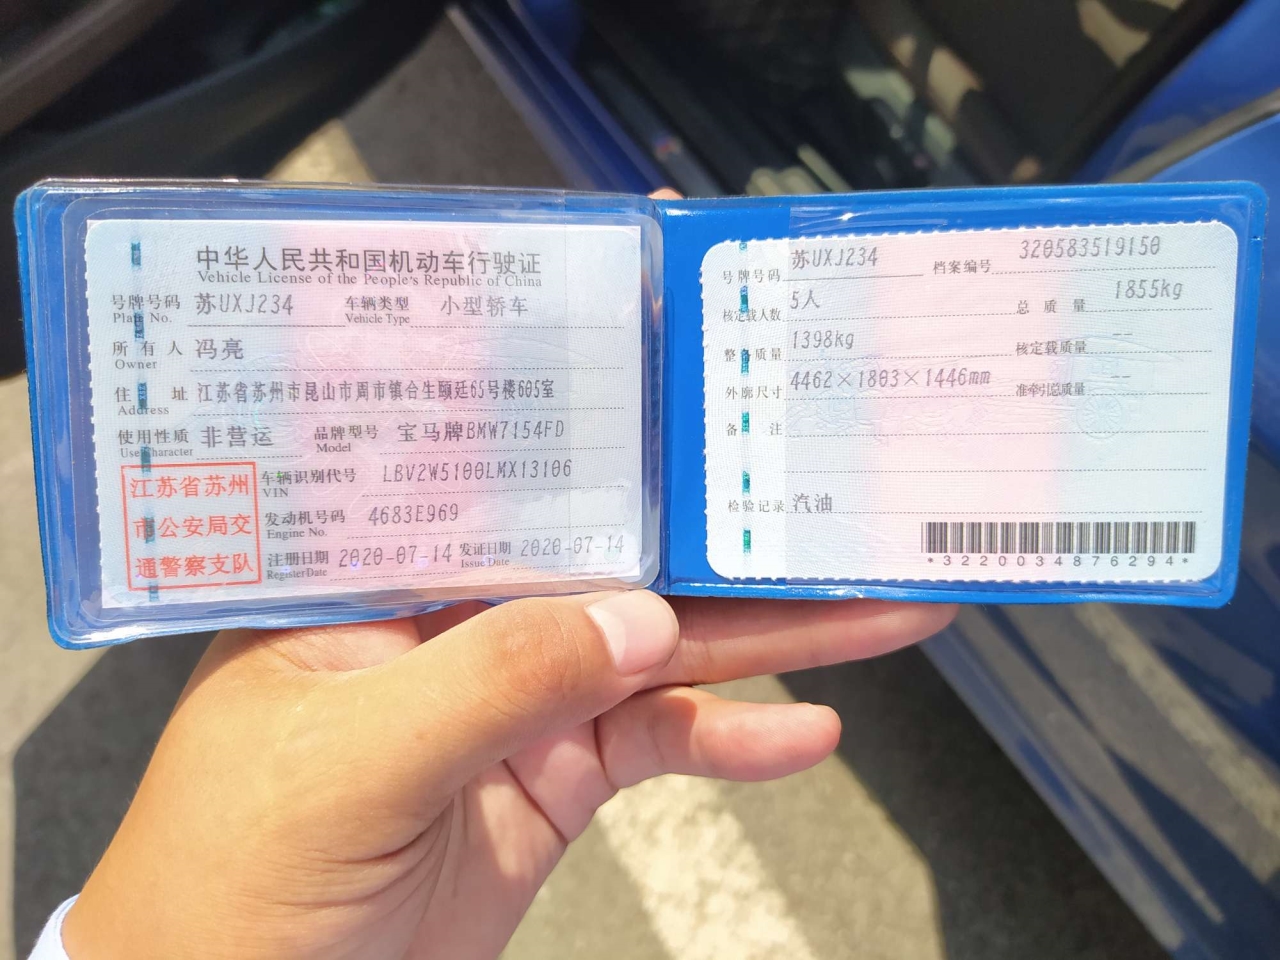 中华人民共和国机动车行驶证
Vehicle License of the People's Republic of China
号牌号码 苏UXJ234 车辆类型 小型轿车
Plate No. Vehicle Type
所有人 冯亮
Owner
住址 江苏省苏州市昆山市周市镇合生颐廷65号楼605室
Address
使用性质 非营运 品牌型号 宝马牌BMW7154FD
Use Character Model
江苏省苏州
市公安局交
通警察支队
车辆识别代号 LBV2W5100LMX13106
VIN
发动机号码 4683E969
Engine No.
注册日期 2020-07-14 发证日期 2020-07-14
Register Date Issue Date
号牌号码 苏UXJ234 档案编号 320583519150
核定载人数 5人 总质量 1855kg
整备质量 1398kg 核定载质量 --
外廓尺寸 4462×1803×1446mm 准牵引总质量 --
备注
检验记录 汽油
*3220034876294*